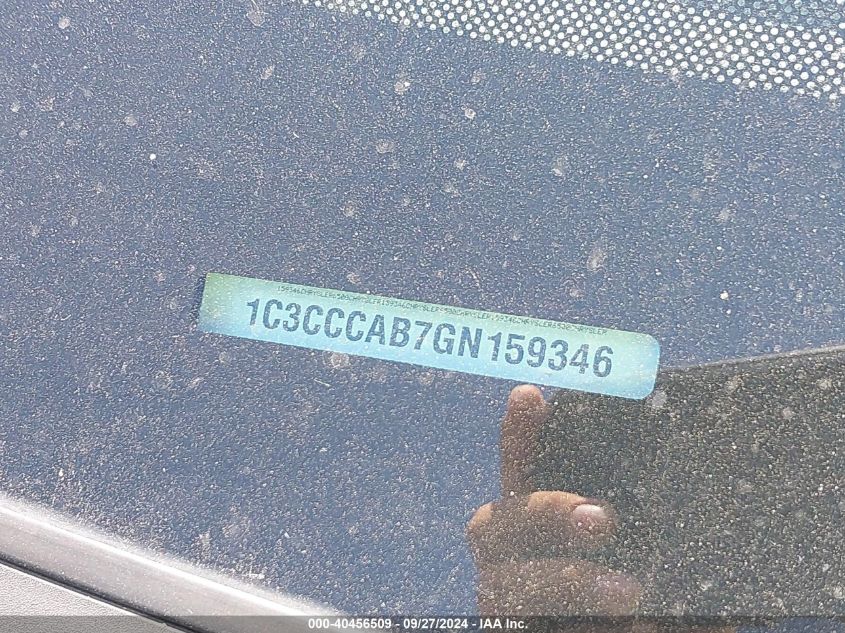 1C3CCCAB7GN159346
000-40456509 - 09/27/2024 - IAA, Inc.